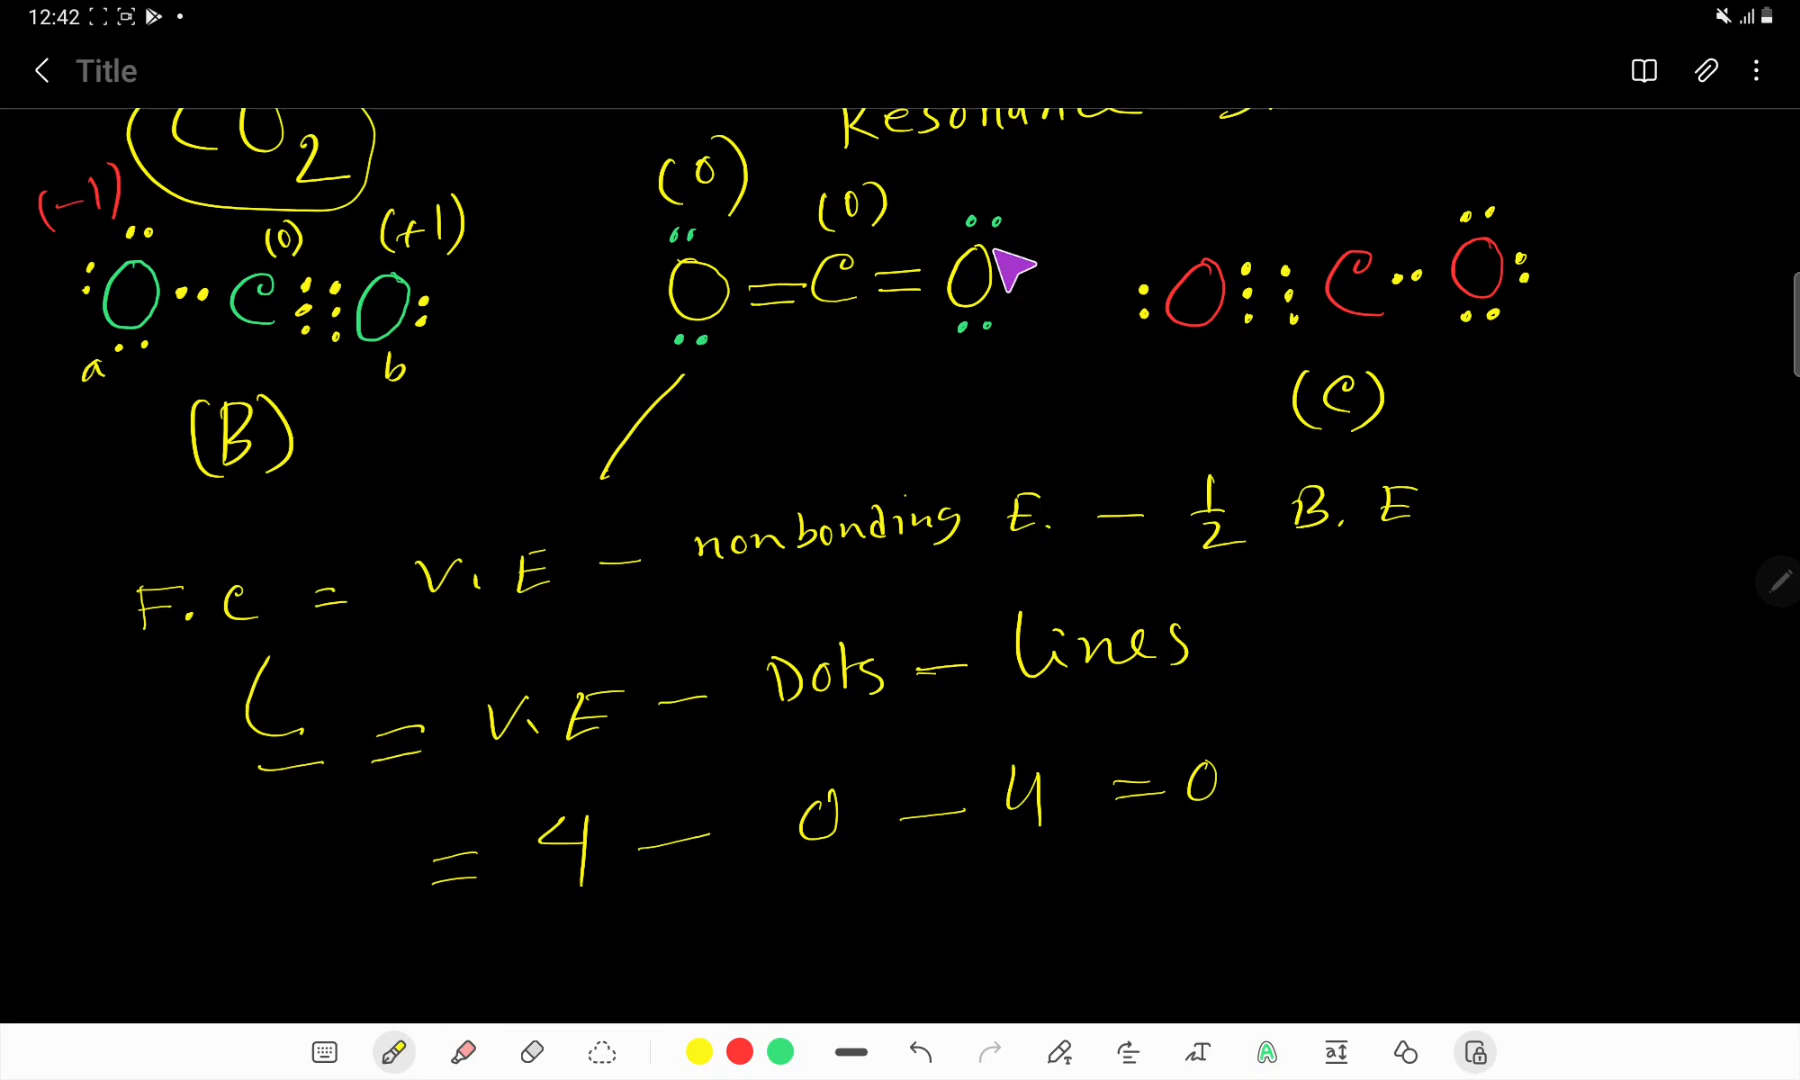 12:42
Title
CO2
Resonance
(-1) (0) (+1)
(0) (0)
O C O
O = C = O
O C O
a b
(B)
(C)
F.C = V.E - nonbonding E. - 1/2 B.E
C = V.E - Dots - lines
= 4 - 0 - 4 = 0